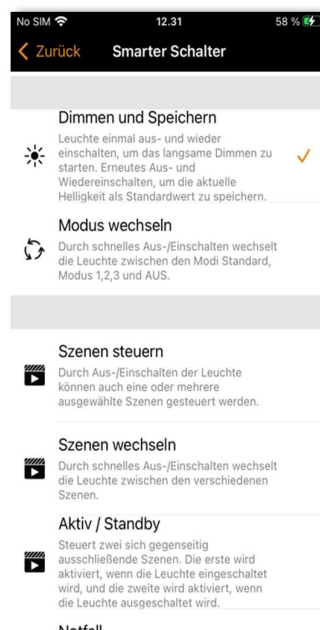 No SIM 12.31 58 %
Zurück Smarter Schalter
Dimmen und Speichern
Leuchte einmal aus- und wieder
einschalten, um das langsame Dimmen zu
starten. Erneutes Aus- und
Wiedereinschalten, um die aktuelle
Helligkeit als Standardwert zu speichern.
Modus wechseln
Durch schnelles Aus-/Einschalten wechselt
die Leuchte zwischen den Modi Standard,
Modus 1,2,3 und AUS.
Szenen steuern
Durch Aus-/Einschalten der Leuchte
können auch eine oder mehrere
ausgewählte Szenen gesteuert werden.
Szenen wechseln
Durch schnelles Aus-/Einschalten wechselt
die Leuchte zwischen den verschiedenen
Szenen.
Aktiv / Standby
Steuert zwei sich gegenseitig
ausschließende Szenen. Die erste wird
aktiviert, wenn die Leuchte eingeschaltet
wird, und die zweite wird aktiviert, wenn
die Leuchte ausgeschaltet wird.
Notfall